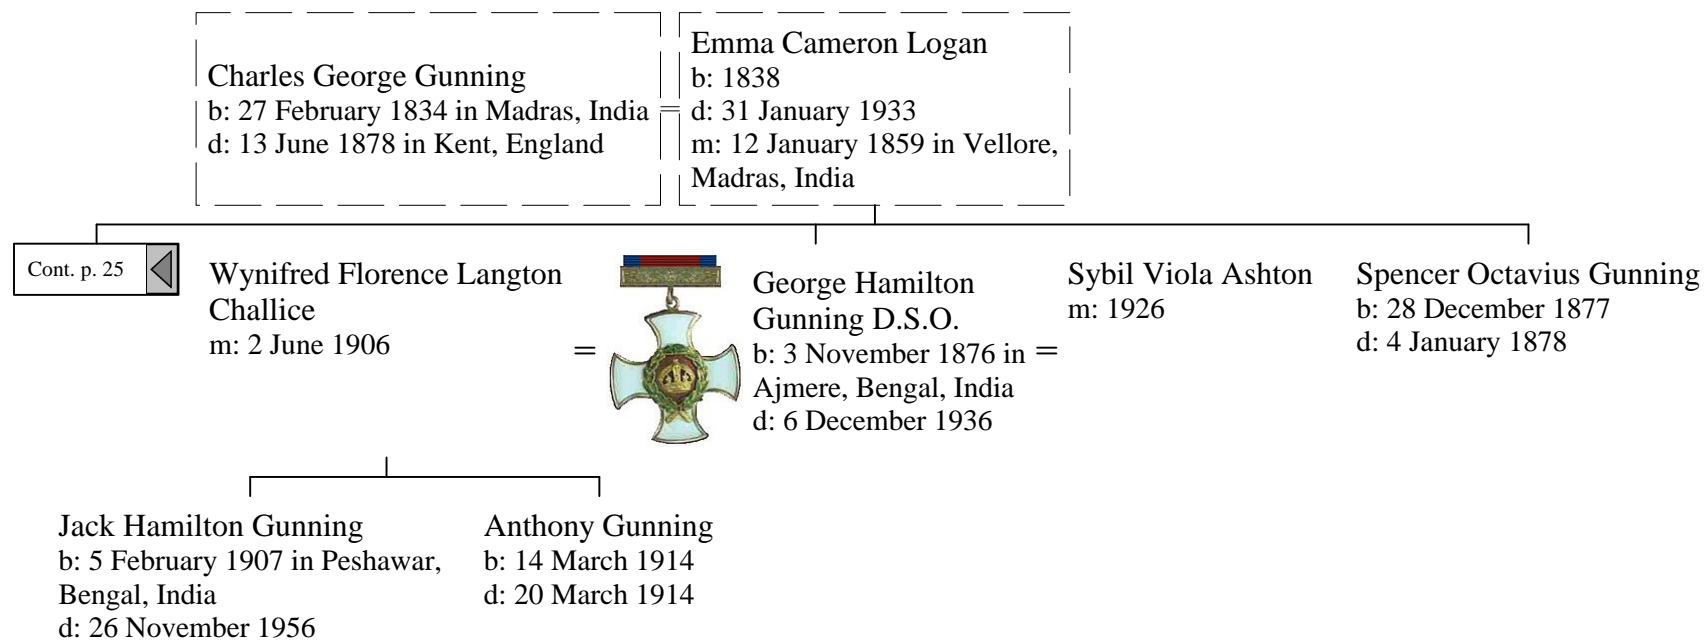 Charles George Gunning
b: 27 February 1834 in Madras, India
d: 13 June 1878 in Kent, England
=
Emma Cameron Logan
b: 1838
d: 31 January 1933
m: 12 January 1859 in Vellore,
Madras, India
Cont. p. 25
Wynifred Florence Langton
Challice
m: 2 June 1906
=
George Hamilton
Gunning D.S.O.
b: 3 November 1876 in
Ajmere, Bengal, India
d: 6 December 1936
=
Sybil Viola Ashton
m: 1926
Spencer Octavius Gunning
b: 28 December 1877
d: 4 January 1878
Jack Hamilton Gunning
b: 5 February 1907 in Peshawar,
Bengal, India
d: 26 November 1956
Anthony Gunning
b: 14 March 1914
d: 20 March 1914